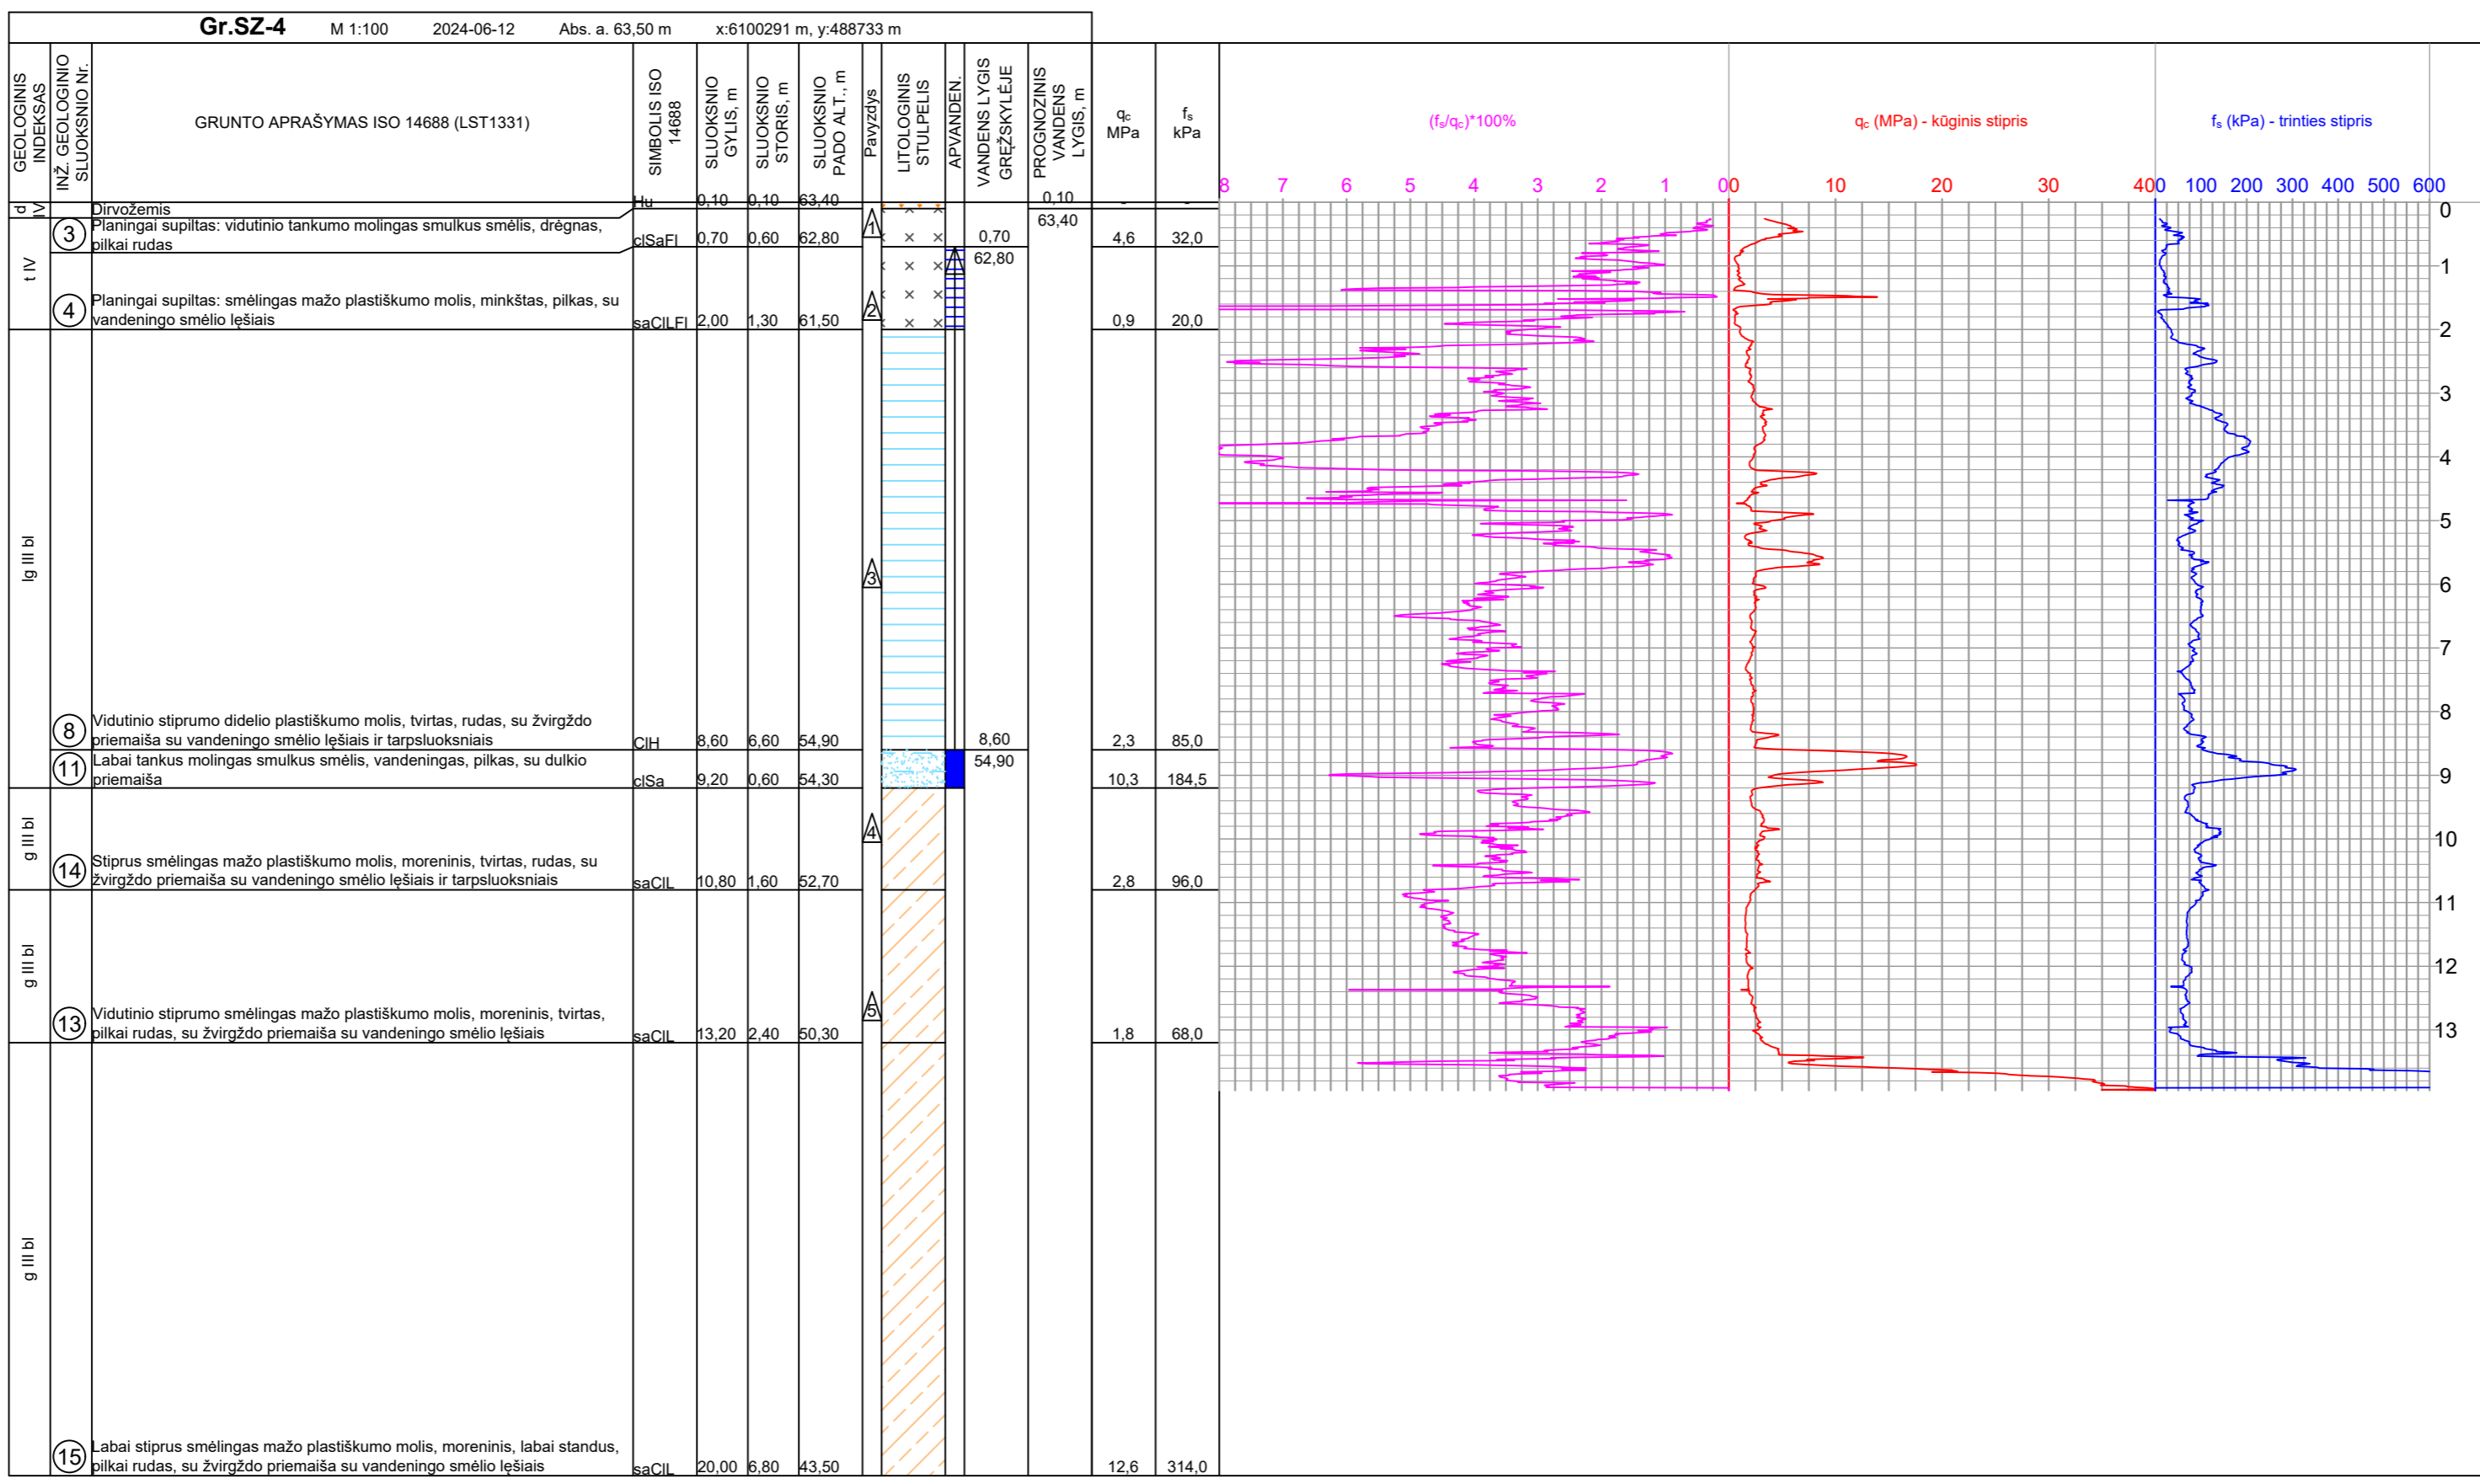 Gr.SZ-4 M 1:100 2024-06-12 Abs. a. 63,50 m x:6100291 m, y:488733 m
GEOLOGINIS
INDEKSAS
INŽ. GEOLOGINIO
SLUOKSNIO Nr.
GRUNTO APRAŠYMAS ISO 14688 (LST1331)
SIMBOLIS ISO
14688
SLUOKSNIO
GYLIS, m
SLUOKSNIO
STORIS, m
SLUOKSNIO
PADO ALT., m
Pavyzdys
LITOLOGINIS
STULPELIS
APVANDEN.
VANDENS LYGIS
GRĘŽSKYLĖJE
PROGNOZINIS
VANDENS
LYGIS, m
qc
MPa
fs
kPa
(fs/qc)*100%
qc (MPa) - kūginis stipris
fs (kPa) - trinties stipris
8 7 6 5 4 3 2 1 0
0 10 20 30 40
0 100 200 300 400 500 600
d IV
Dirvožemis
Hu 0,10 0,10 63,40 0,10 - -
63,40
t IV
3
Planingai supiltas: vidutinio tankumo molingas smulkus smėlis, drėgnas,
pilkai rudas
clSaFl 0,70 0,60 62,80 1 0,70 4,6 32,0
62,80
4
Planingai supiltas: smėlingas mažo plastiškumo molis, minkštas, pilkas, su
vandeningo smėlio lęšiais
saClLFl 2,00 1,30 61,50 2 0,9 20,0
lg III bl
3
8
Vidutinio stiprumo didelio plastiškumo molis, tvirtas, rudas, su žvirgždo
priemaiša su vandeningo smėlio lęšiais ir tarpsluoksniais
ClH 8,60 6,60 54,90 8,60 2,3 85,0
54,90
11
Labai tankus molingas smulkus smėlis, vandeningas, pilkas, su dulkio
priemaiša
clSa 9,20 0,60 54,30 10,3 184,5
g III bl
4
14
Stiprus smėlingas mažo plastiškumo molis, moreninis, tvirtas, rudas, su
žvirgždo priemaiša su vandeningo smėlio lęšiais ir tarpsluoksniais
saClL 10,80 1,60 52,70 2,8 96,0
g III bl
5
13
Vidutinio stiprumo smėlingas mažo plastiškumo molis, moreninis, tvirtas,
pilkai rudas, su žvirgždo priemaiša su vandeningo smėlio lęšiais
saClL 13,20 2,40 50,30 1,8 68,0
g III bl
15
Labai stiprus smėlingas mažo plastiškumo molis, moreninis, labai standus,
pilkai rudas, su žvirgždo priemaiša su vandeningo smėlio lęšiais
saClL 20,00 6,80 43,50 12,6 314,0
0
1
2
3
4
5
6
7
8
9
10
11
12
13